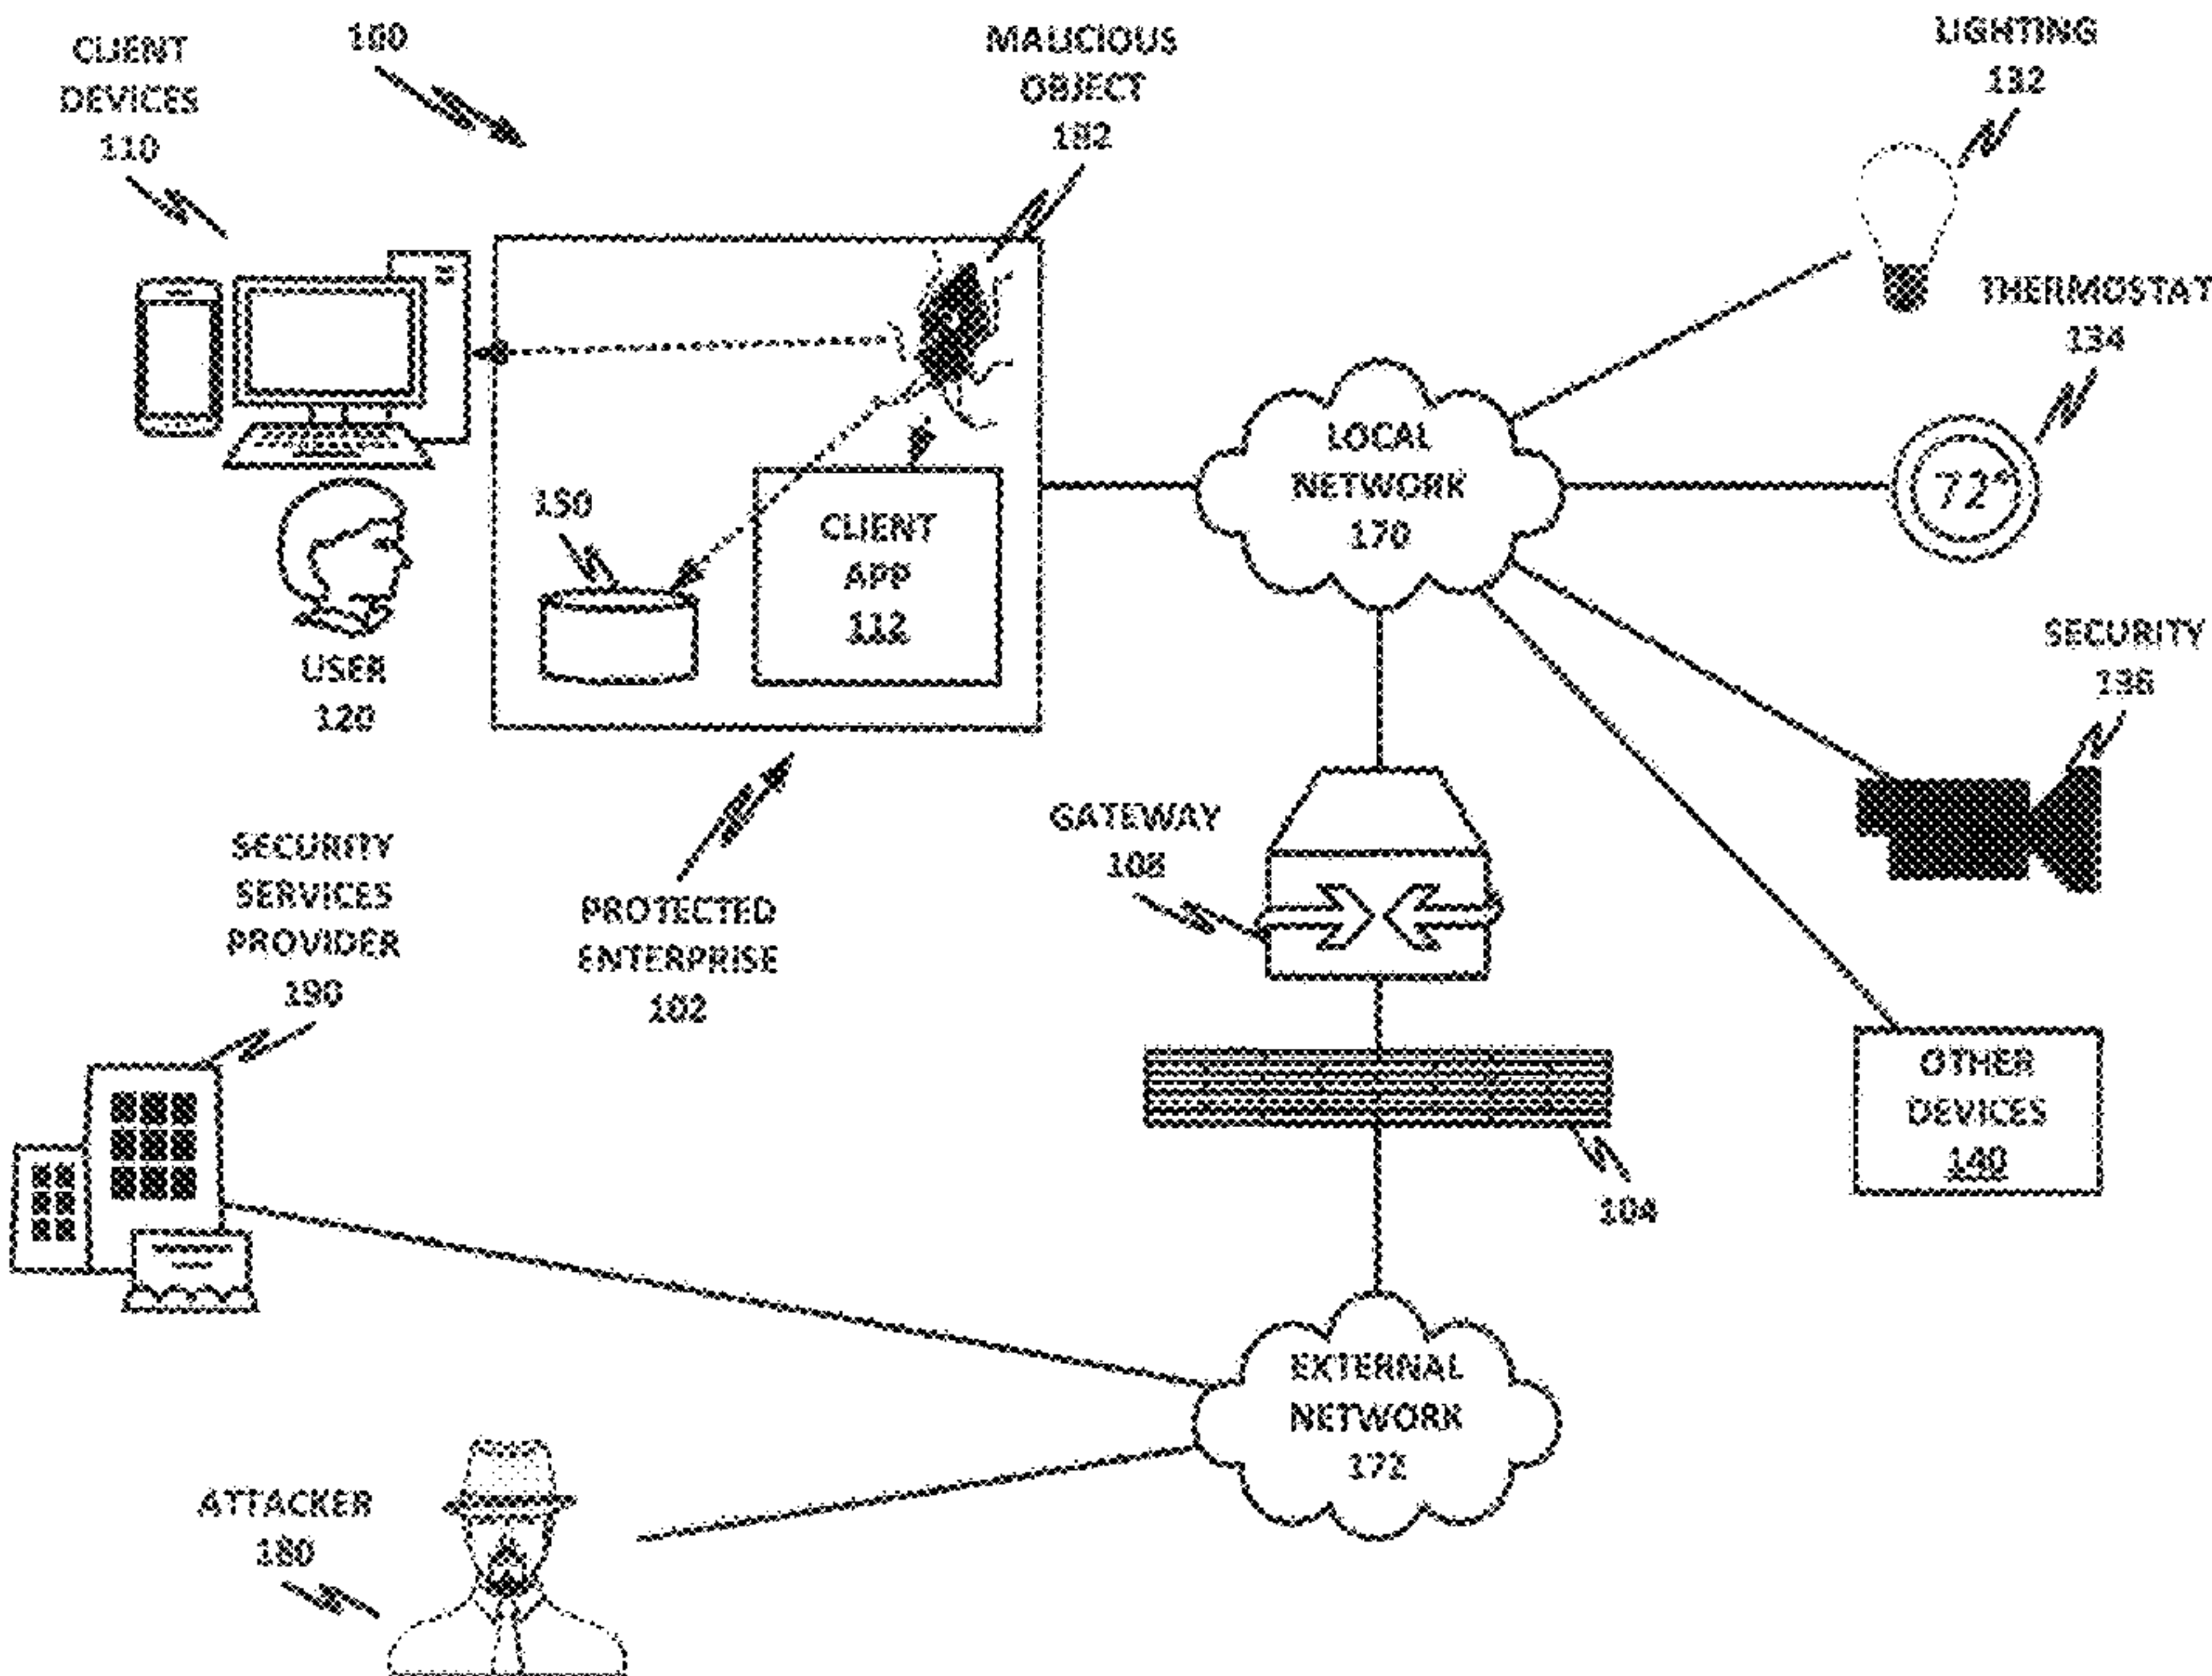 CLIENT
DEVICES
110
100
MALICIOUS
OBJECT
182
LIGHTING
132
THERMOSTAT
134
72°
LOCAL
NETWORK
170
150
CLIENT
APP
112
USER
120
SECURITY
136
GATEWAY
108
SECURITY
SERVICES
PROVIDER
190
PROTECTED
ENTERPRISE
102
OTHER
DEVICES
140
104
EXTERNAL
NETWORK
172
ATTACKER
180